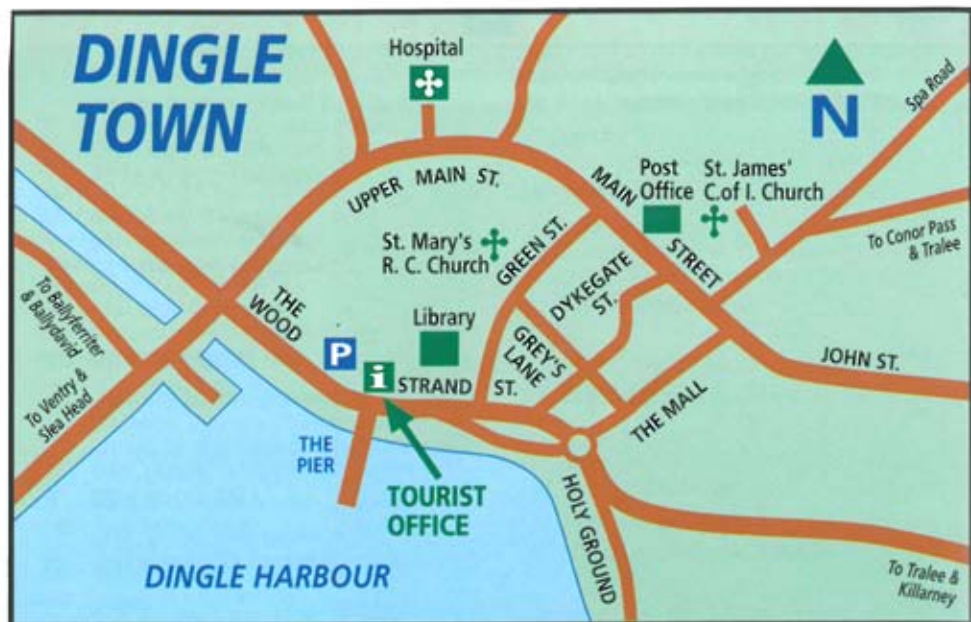 DINGLE
TOWN
Hospital
N
Spa Road
UPPER MAIN ST.
MAIN
STREET
Post
Office
St. James'
C.of I. Church
To Conor Pass
& Tralee
St. Mary's
R. C. Church
GREEN ST.
DYKEGATE
ST.
GREY'S
LANE
THE
WOOD
Library
P
i
STRAND ST.
JOHN ST.
THE MALL
To Ballyferriter
& Ballydavid
To Ventry &
Slea Head
THE
PIER
TOURIST
OFFICE
HOLY GROUND
DINGLE HARBOUR
To Tralee &
Killarney